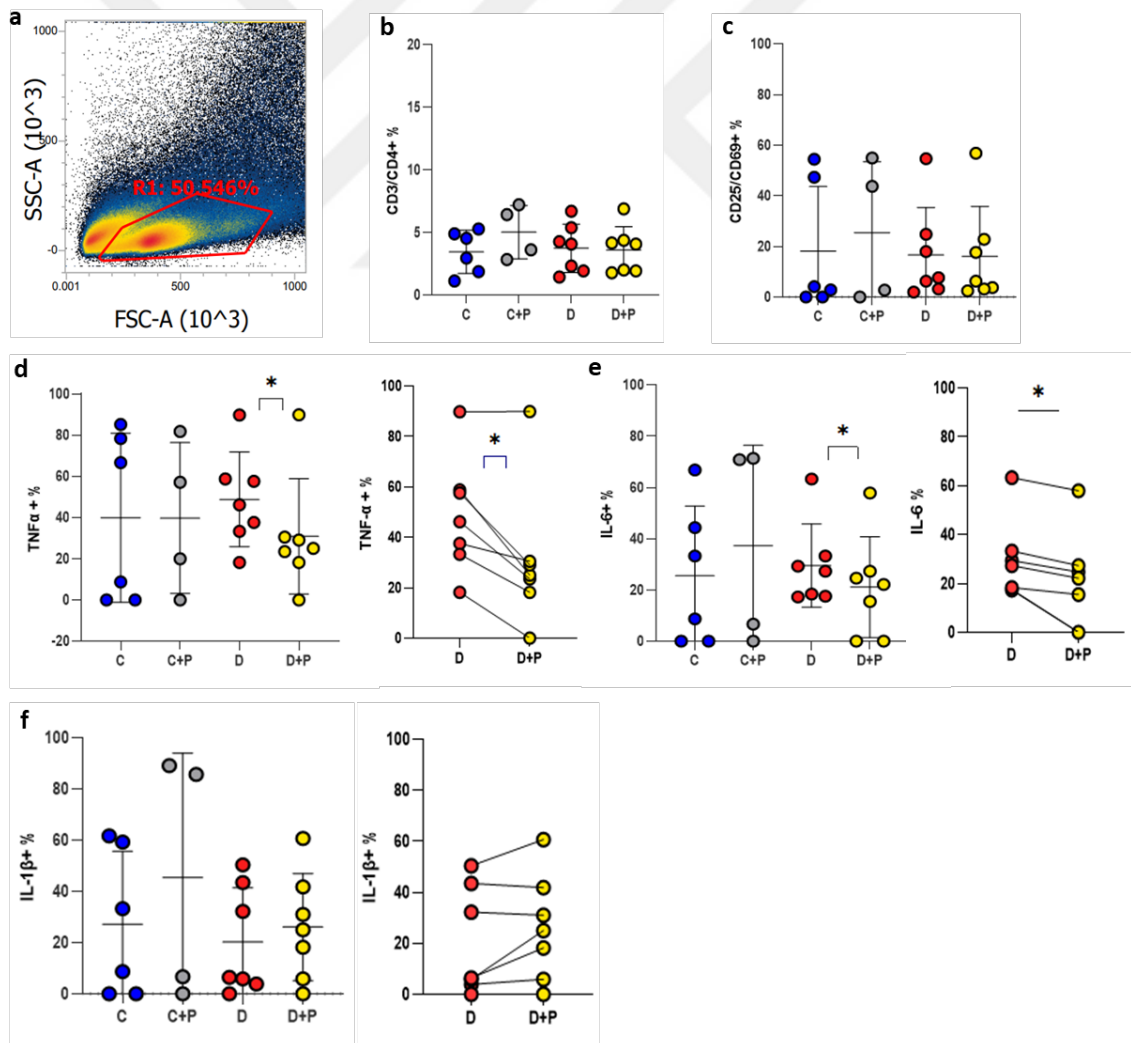 a
SSC-A (10^3)
1000
500
-0
R1: 50.546%
0.001 500 1000
FSC-A (10^3)
b
CD3/CD4+ %
20
15
10
5
0
C C+P D D+P
c
CD25/CD69+ %
100
80
60
40
20
0
C C+P D D+P
d
TNFα + %
100
80
60
40
20
0
-20
*
C C+P D D+P
TNF-α + %
100
80
60
40
20
0
*
D D+P
e
IL-6+ %
100
80
60
40
20
0
*
C C+P D D+P
IL-6 %
100
80
60
40
20
0
*
D D+P
f
IL-1β+ %
100
80
60
40
20
0
C C+P D D+P
IL-1β+ %
100
80
60
40
20
0
D D+P